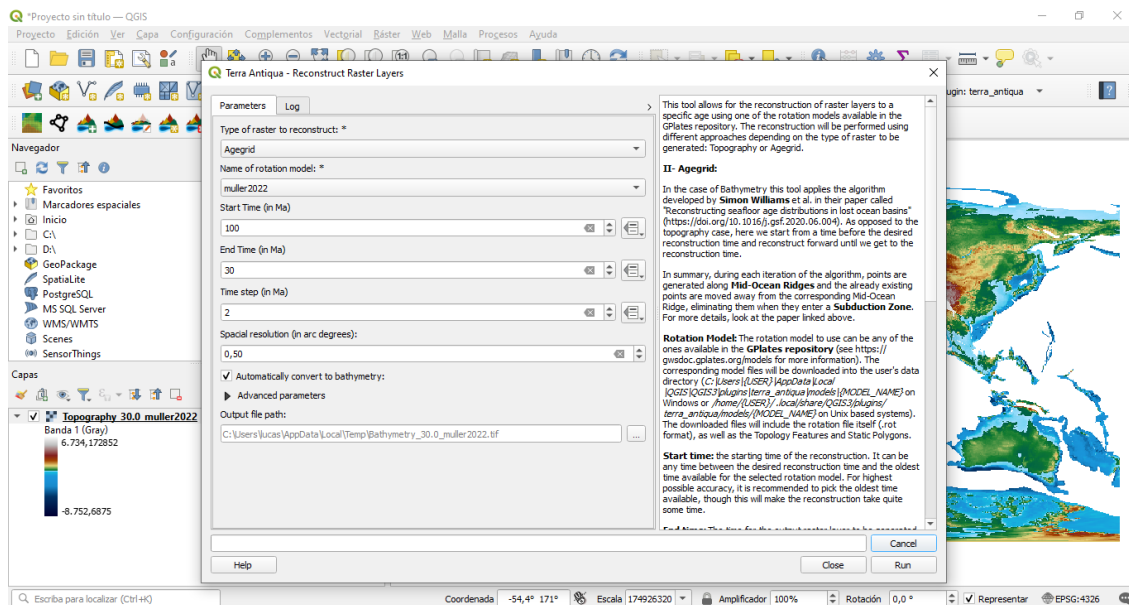 *Proyecto sin título — QGIS
Proyecto Edición Ver Capa Configuración Complementos Vectorial Ráster Web Malla Procesos Ayuda
ugin: terra_antiqua
Navegador
Favoritos
Marcadores espaciales
Inicio
C:\
D:\
GeoPackage
SpatiaLite
PostgreSQL
MS SQL Server
WMS/WMTS
Scenes
SensorThings
Capas
Topography_30.0_muller2022
Banda 1 (Gray)
6.734,172852
-8.752,6875
Terra Antiqua - Reconstruct Raster Layers
Parameters Log
Type of raster to reconstruct: *
Agegrid
Name of rotation model: *
muller2022
Start Time (in Ma)
100
End Time (in Ma)
30
Time step (in Ma)
2
Spacial resolution (in arc degrees):
0,50
Automatically convert to bathymetry:
Advanced parameters
Output file path:
C:\Users\lucas\AppData\Local\Temp\Bathymetry_30.0_muller2022.tif
...
This tool allows for the reconstruction of raster layers to a
specific age using one of the rotation models available in the
GPlates repository. The reconstruction will be performed using
different approaches depending on the type of raster to be
generated: Topography or Agegrid.
II- Agegrid:
In the case of Bathymetry this tool applies the algorithm
developed by Simon Williams et al. in their paper called
"Reconstructing seafloor age distributions in lost ocean basins"
(https://doi.org/10.1016/j.gsf.2020.06.004). As opposed to the
topography case, here we start from a time before the desired
reconstruction time and reconstruct forward until we get to the
reconstruction time.
In summary, during each iteration of the algorithm, points are
generated along Mid-Ocean Ridges and the already existing
points are moved away from the corresponding Mid-Ocean
Ridge, eliminating them when they enter a Subduction Zone.
For more details, look at the paper linked above.
Rotation Model: The rotation model to use can be any of the
ones available in the GPlates repository (see https://
gwsdoc.gplates.org/models for more information). The
corresponding model files will be downloaded into the user's data
directory (C:\Users\{USER}\AppData\Local
\QGIS\QGIS3\plugins\terra_antiqua\models\{MODEL_NAME} on
Windows or /home/{USER}/.local/share/QGIS3/plugins/
terra_antiqua/models/{MODEL_NAME} on Unix based systems).
The downloaded files will include the rotation file itself (.rot
format), as well as the Topology Features and Static Polygons.
Start time: the starting time of the reconstruction. It can be
any time between the desired reconstruction time and the oldest
time available for the selected rotation model. For highest
possible accuracy, it is recommended to pick the oldest time
available, though this will make the reconstruction take quite
some time.
End time: The time for the output raster layer to be generated
Cancel
Help Close Run
Escriba para localizar (Ctrl+K) Coordenada -54,4° 171° Escala 174926320 Amplificador 100% Rotación 0,0 ° Representar EPSG:4326